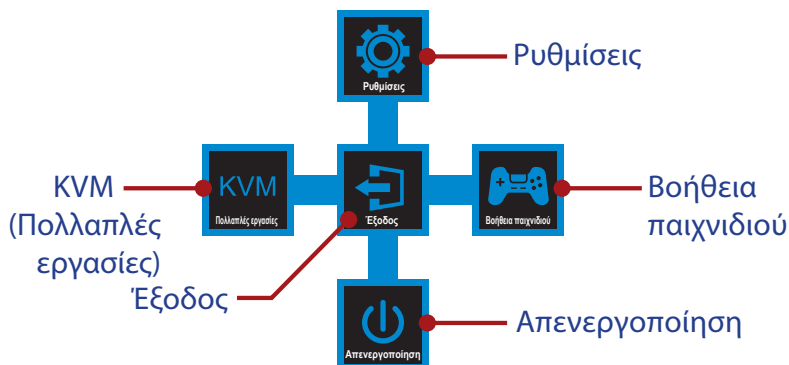 Ρυθμίσεις
Ρυθμίσεις
KVM
(Πολλαπλές
εργασίες)
KVM
Πολλαπλές εργασίες
Έξοδος
Βοήθεια παιχνιδιού
Βοήθεια
παιχνιδιού
Έξοδος
Απενεργοποίηση
Απενεργοποίηση